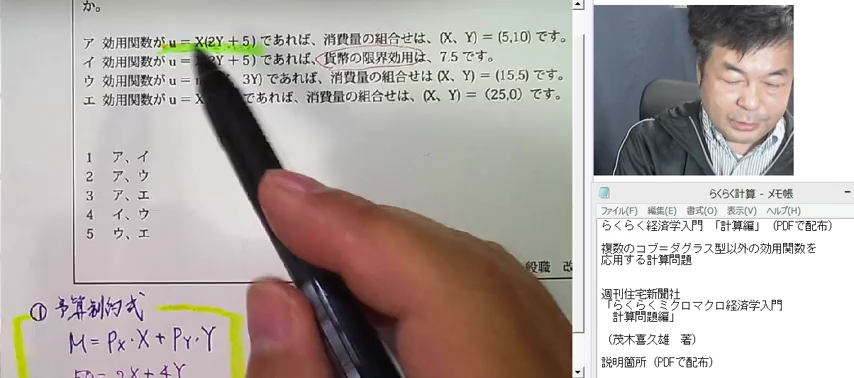 か。
ア 効用関数が u = X(2Y + 5) であれば、消費量の組合せは、(X、Y) = (5,10) です。
イ 効用関数が u = Y + 5) であれば、貨幣の限界効用は、7.5 です。
ウ 効用関数が u = 3Y) であれば、消費量の組合せは (X、Y) = (15,5) です。
エ 効用関数が u = X であれば、消費量の組合せは、(X、Y) = (25,0) です。
1 ア、イ
2 ア、ウ
3 ア、エ
4 イ、ウ
5 ウ、エ
般職 改
① 予算制約式
M = PX・X + PY・Y
50 = 2X + 4Y
らくらく計算 - メモ帳
ファイル(F) 編集(E) 書式(O) 表示(V) ヘルプ(H)
らくらく経済学入門 「計算編」(PDFで配布)
複数のコブ=ダグラス型以外の効用関数を
応用する計算問題
週刊住宅新聞社
「らくらくミクロマクロ経済学入門
計算問題編」
(茂木喜久雄 著)
説明箇所(PDFで配布)